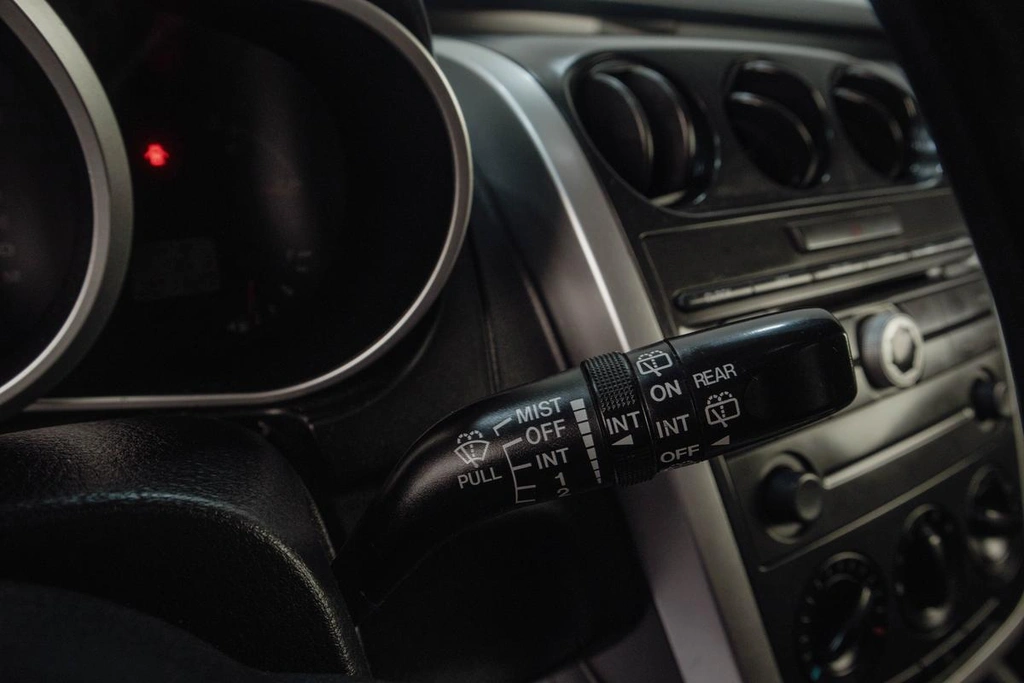 MIST
OFF
INT
1
2
PULL
INT
ON
INT
OFF
REAR